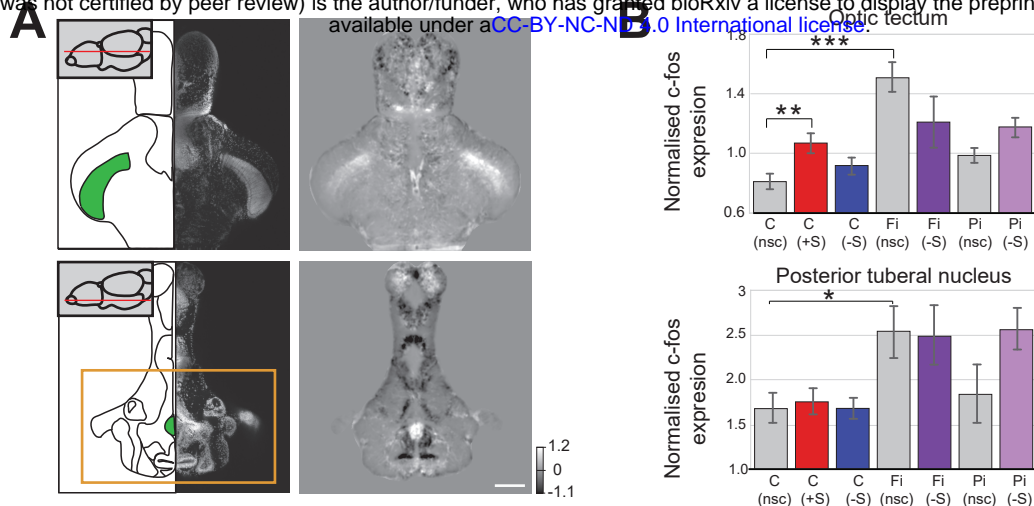 was not certified by peer review) is the author/funder, who has granted bioRxiv a license to display the preprin
available under aCC-BY-NC-ND 4.0 International license.
A
B
Optic tectum
Normalised c-fos
expresion
1.8
1.4
1.0
0.6
***
**
C C C Fi Fi Pi Pi
(nsc) (+S) (-S) (nsc) (-S) (nsc) (-S)
Posterior tuberal nucleus
Normalised c-fos
expresion
3
2.5
2.0
1.5
1.0
*
C C C Fi Fi Pi Pi
(nsc) (+S) (-S) (nsc) (-S) (nsc) (-S)
1.2
0
-1.1